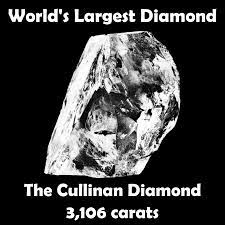 World's Largest Diamond
The Cullinan Diamond
3,106 carats